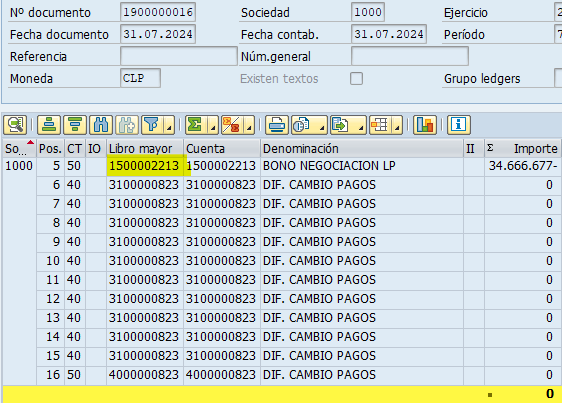 Nº documento 1900000016 Sociedad 1000 Ejercicio 2
Fecha documento 31.07.2024 Fecha contab. 31.07.2024 Período 7
Referencia Núm.general
Moneda CLP Existen textos Grupo ledgers
So... Pos. CT IO Libro mayor Cuenta Denominación II Σ Importe
1000 5 50 1500002213 1500002213 BONO NEGOCIACION LP 34.666.677-
6 40 3100000823 3100000823 DIF. CAMBIO PAGOS 0
7 40 3100000823 3100000823 DIF. CAMBIO PAGOS 0
8 40 3100000823 3100000823 DIF. CAMBIO PAGOS 0
9 40 3100000823 3100000823 DIF. CAMBIO PAGOS 0
10 40 3100000823 3100000823 DIF. CAMBIO PAGOS 0
11 40 3100000823 3100000823 DIF. CAMBIO PAGOS 0
12 40 3100000823 3100000823 DIF. CAMBIO PAGOS 0
13 40 3100000823 3100000823 DIF. CAMBIO PAGOS 0
14 40 3100000823 3100000823 DIF. CAMBIO PAGOS 0
15 40 3100000823 3100000823 DIF. CAMBIO PAGOS 0
16 50 4000000823 4000000823 DIF. CAMBIO PAGOS 0
0